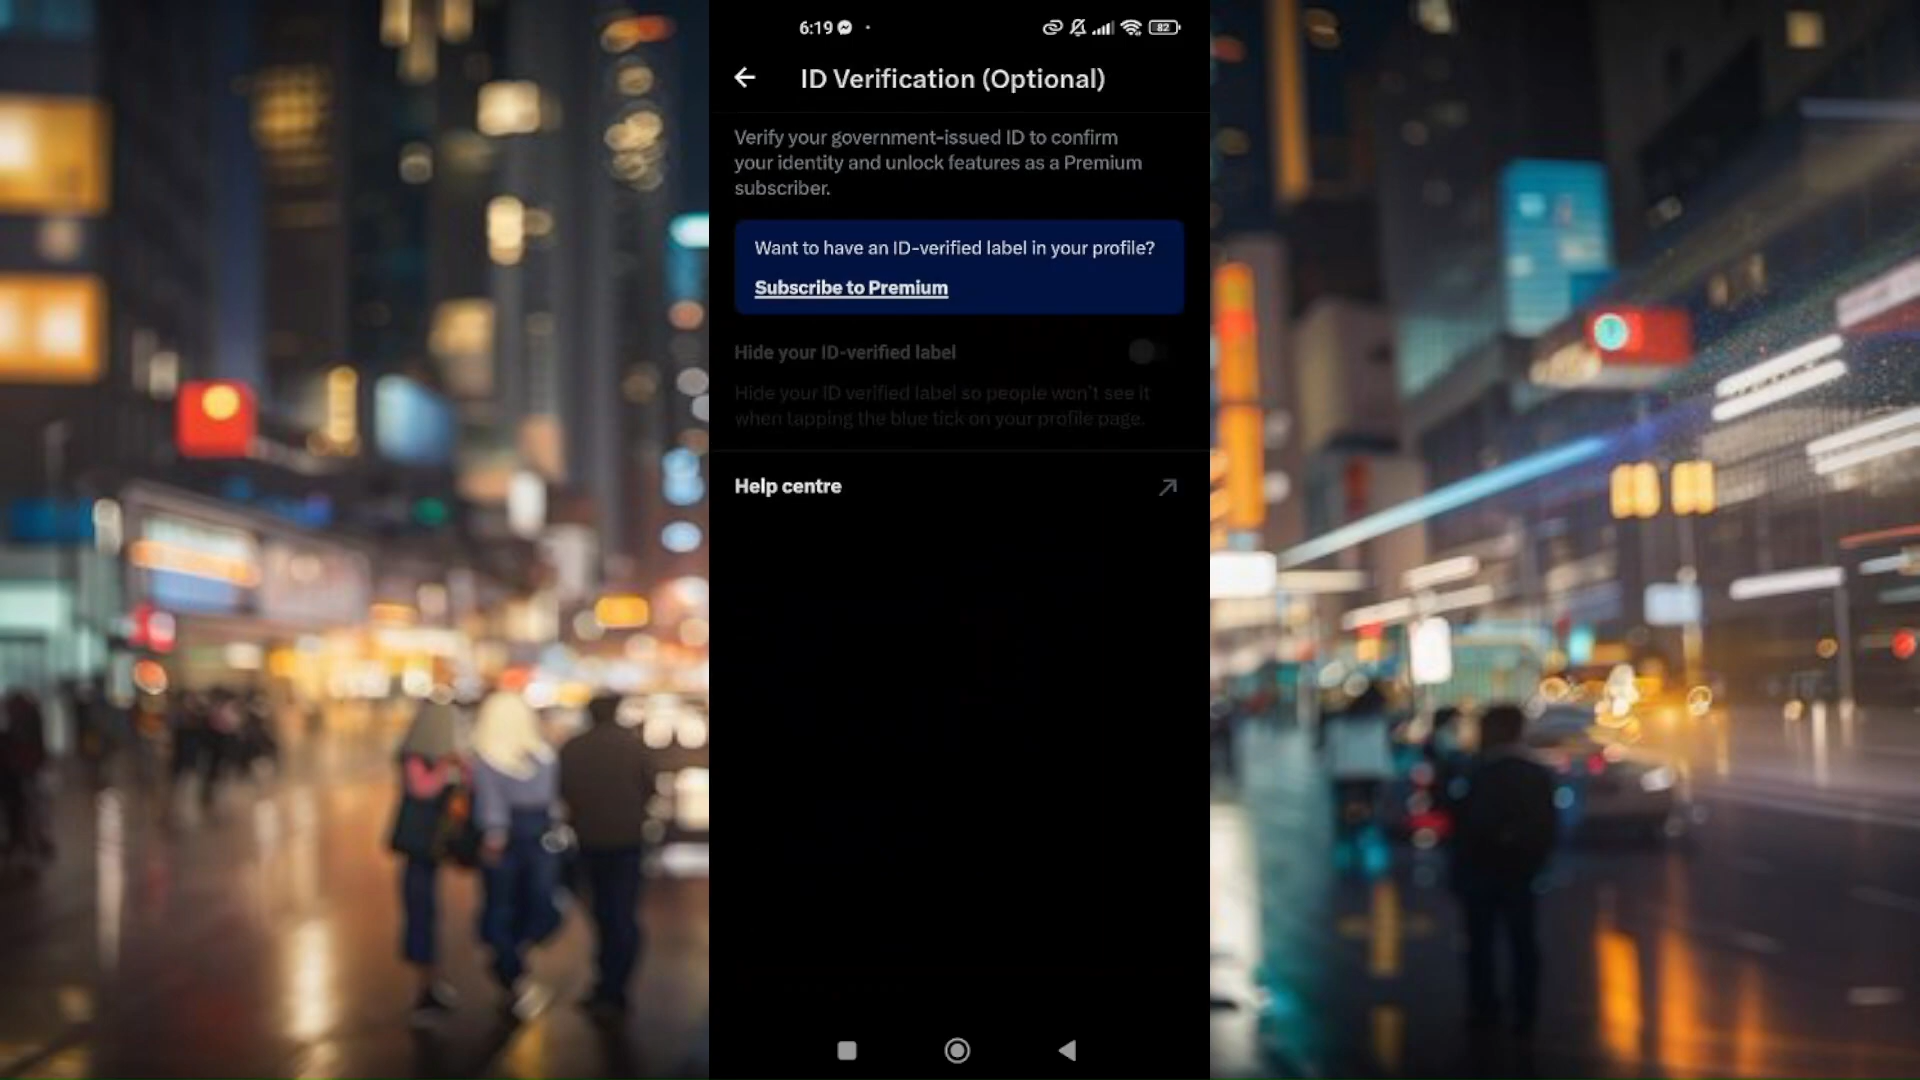 6:19
82
ID Verification (Optional)
Verify your government-issued ID to confirm
your identity and unlock features as a Premium
subscriber.
Want to have an ID-verified label in your profile?
Subscribe to Premium
Hide your ID-verified label
Hide your ID verified label so people won't see it
when tapping the blue tick on your profile page.
Help centre